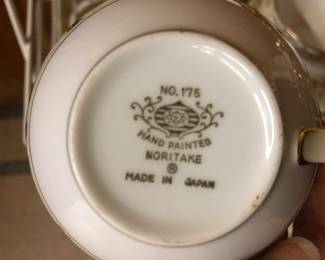 NO. 175
HAND PAINTED
NORITAKE
®
MADE IN JAPAN